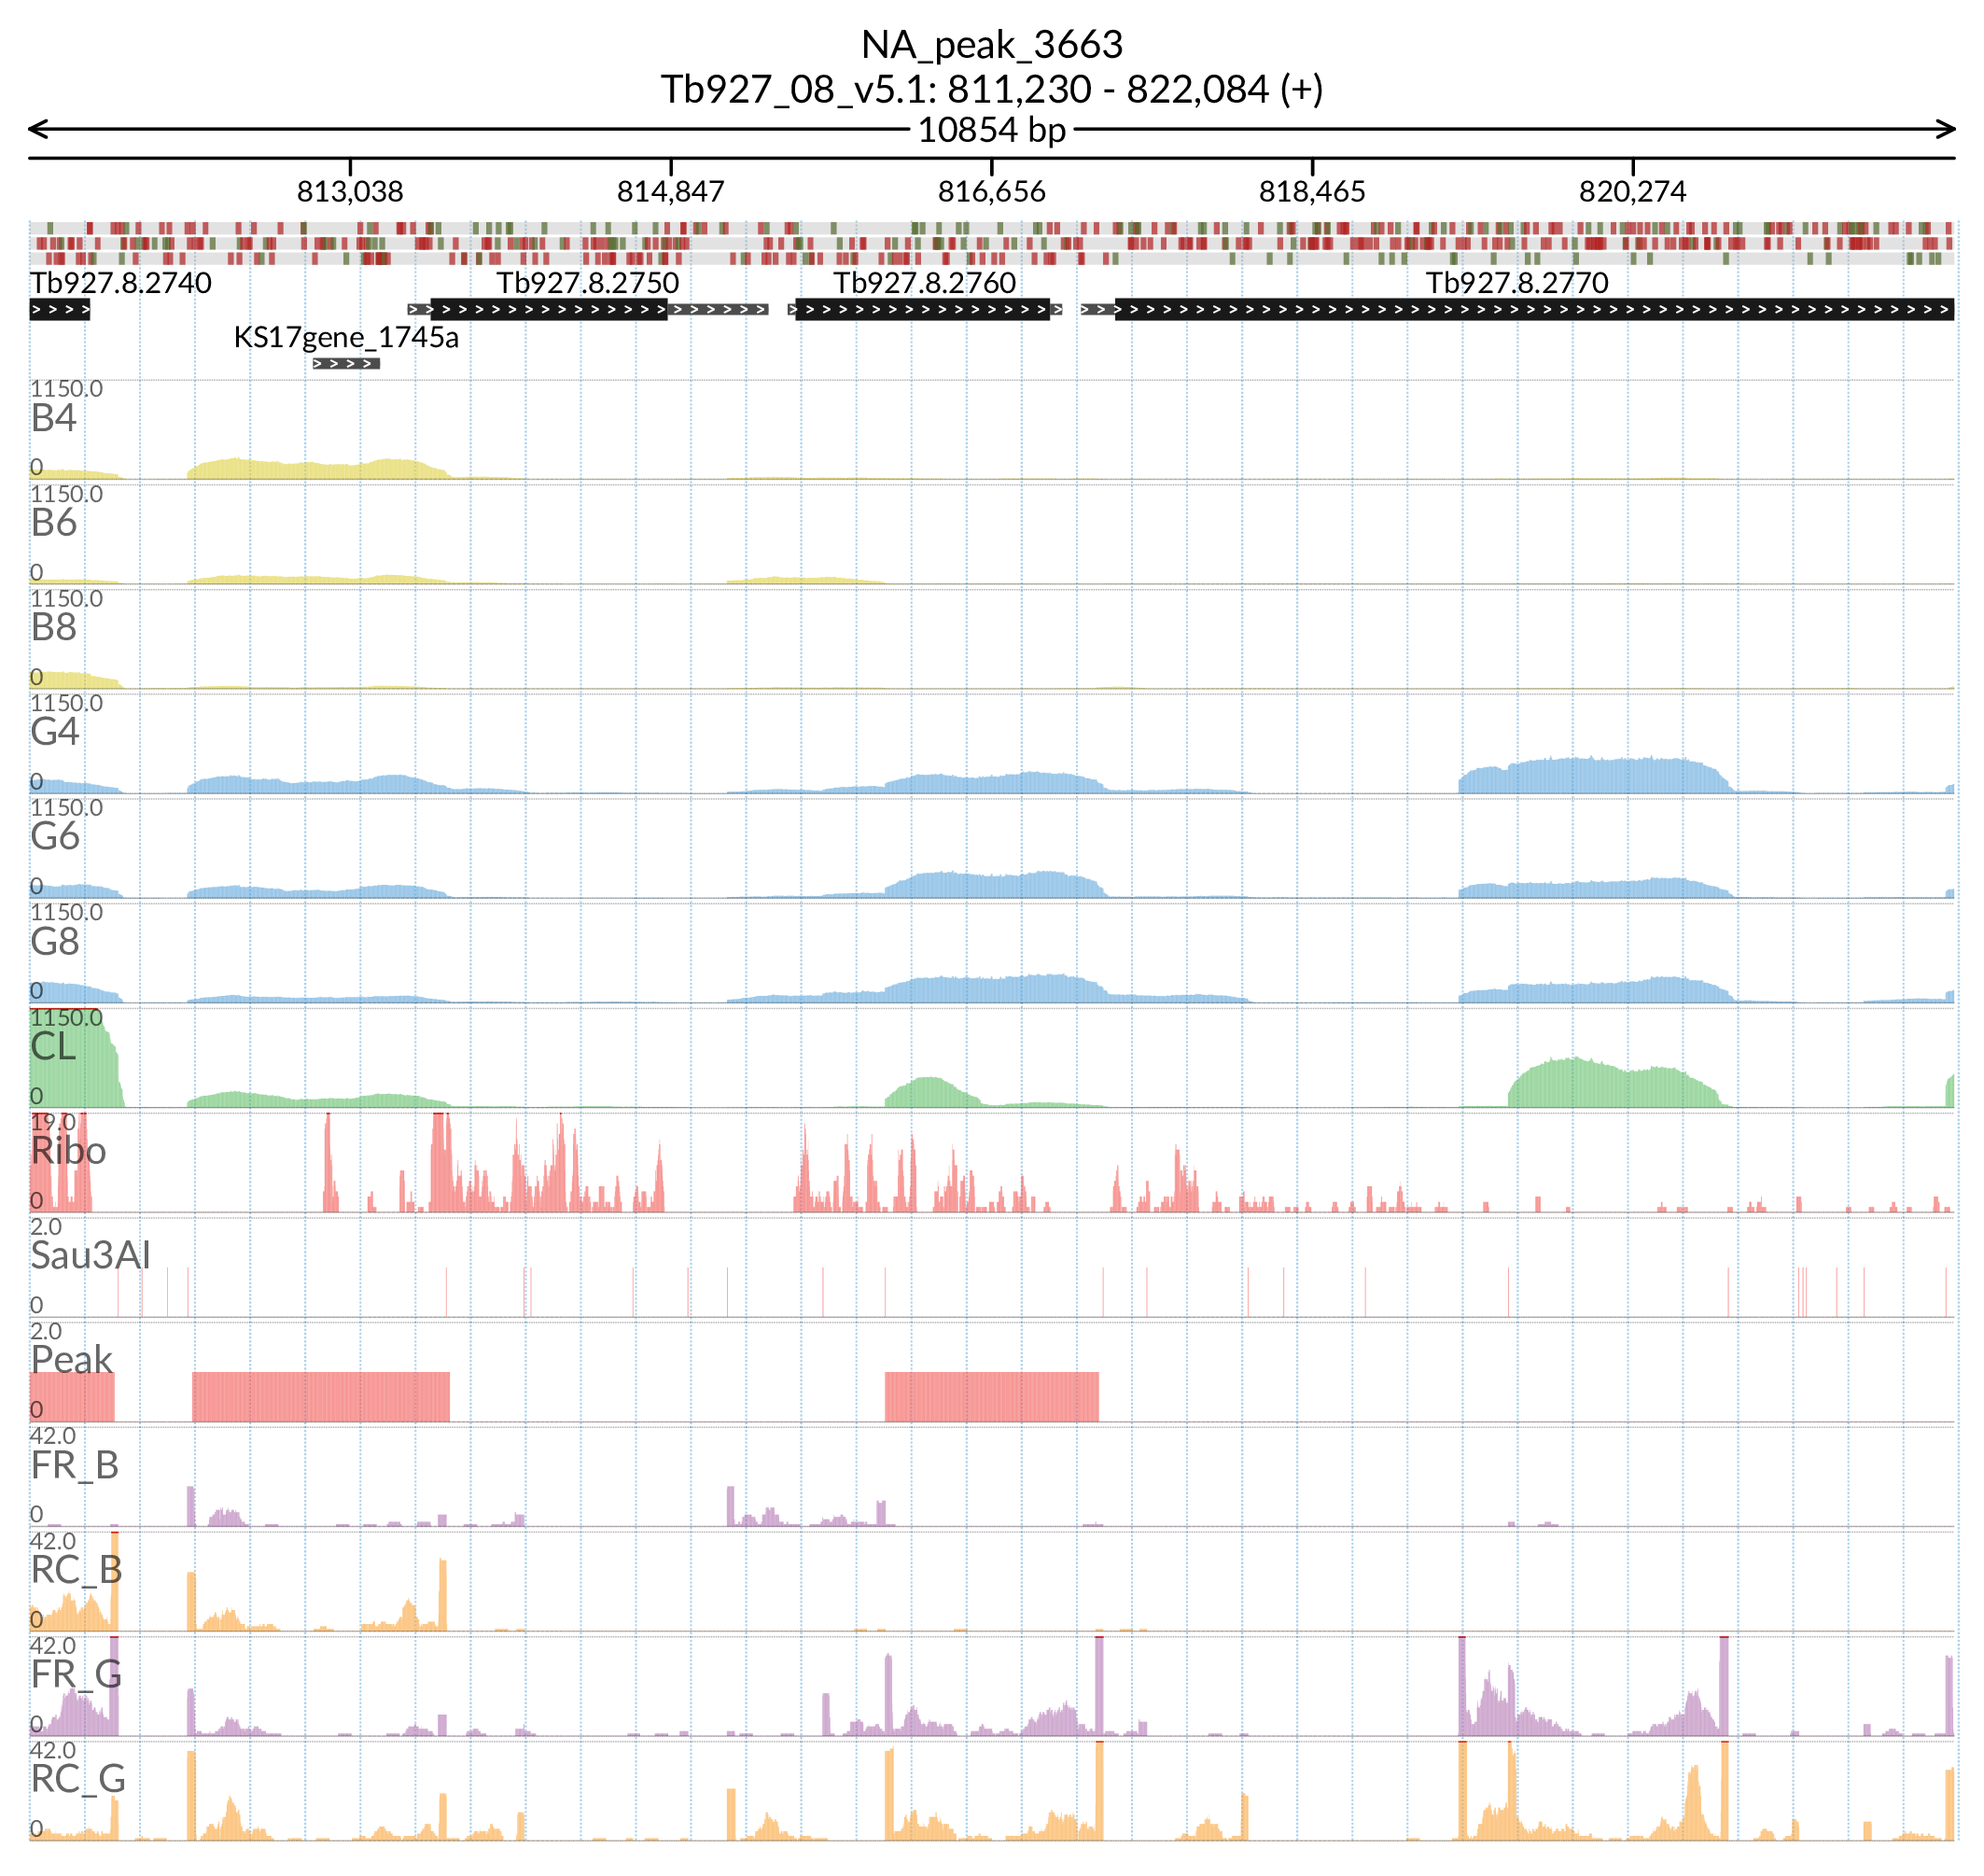 NA_peak_3663
Tb927_08_v5.1: 811,230 - 822,084 (+)
10854 bp
813,038 814,847 816,656 818,465 820,274
Tb927.8.2740 Tb927.8.2750 Tb927.8.2760 Tb927.8.2770
KS17gene_1745a
1150.0
B4
0
1150.0
B6
0
1150.0
B8
0
1150.0
G4
0
1150.0
G6
0
1150.0
G8
0
1150.0
CL
0
19.0
Ribo
0
2.0
Sau3AI
0
2.0
Peak
0
42.0
FR_B
0
42.0
RC_B
0
42.0
FR_G
0
42.0
RC_G
0